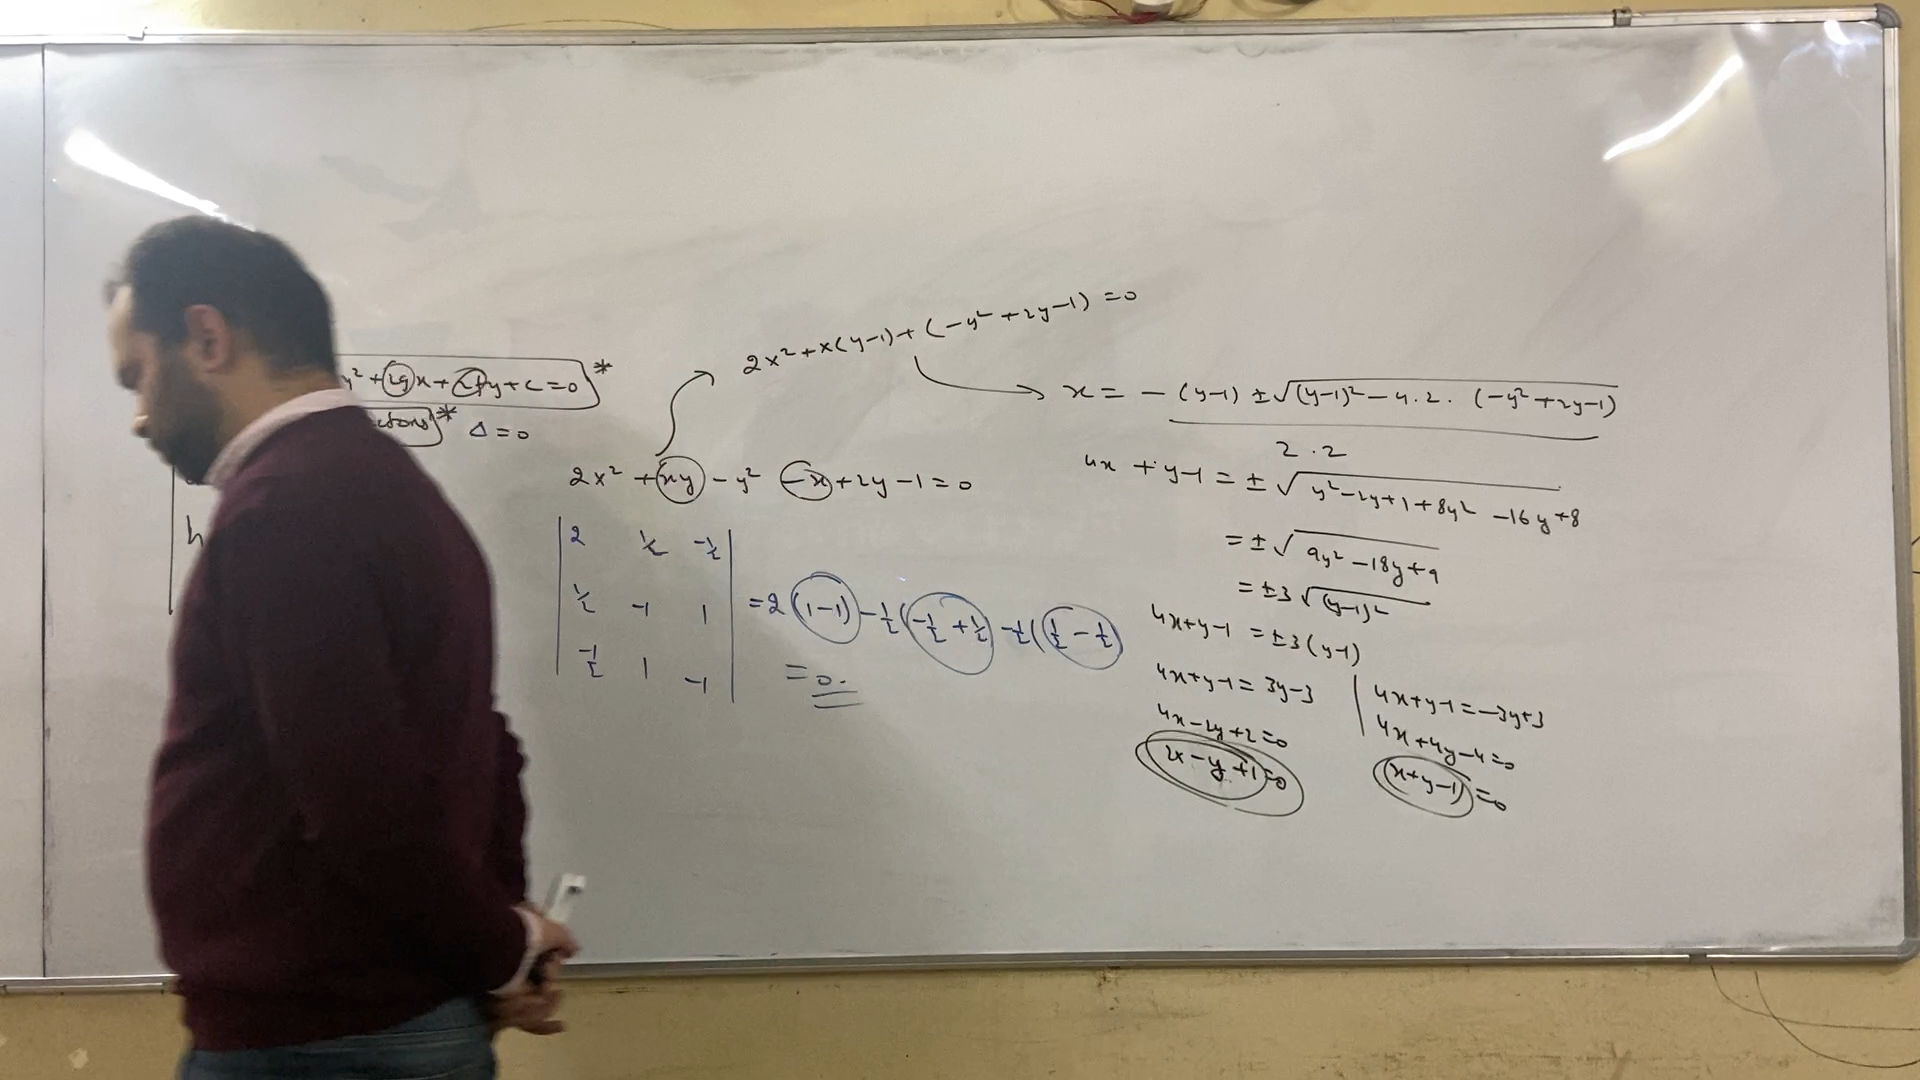 y² + 2gx + 2fy + c = 0 *
ctors * Δ = 0
h
2x² + x(y-1) + (-y² + 2y-1) = 0
2x² + xy - y² - x + 2y - 1 = 0
| 2 ½ -½ |
| ½ -1 1 |
| -½ 1 -1 |
= 2(1-1) - ½(-½ + ½) - ½(½ - ½)
= 0.
x = - (y-1) ± √(y-1)² - 4.2. (-y² + 2y-1)
2.2
4x + y-1 = ± √y² - 2y + 1 + 8y² - 16y + 8
= ± √9y² - 18y + 9
= ±3 √(y-1)²
4x+y-1 = ±3(y-1)
4x+y-1 = 3y-3
4x-2y+2=0
2x-y+1=0
4x+y-1 = -3y+3
4x+4y-4=0
(x+y-1) = 0